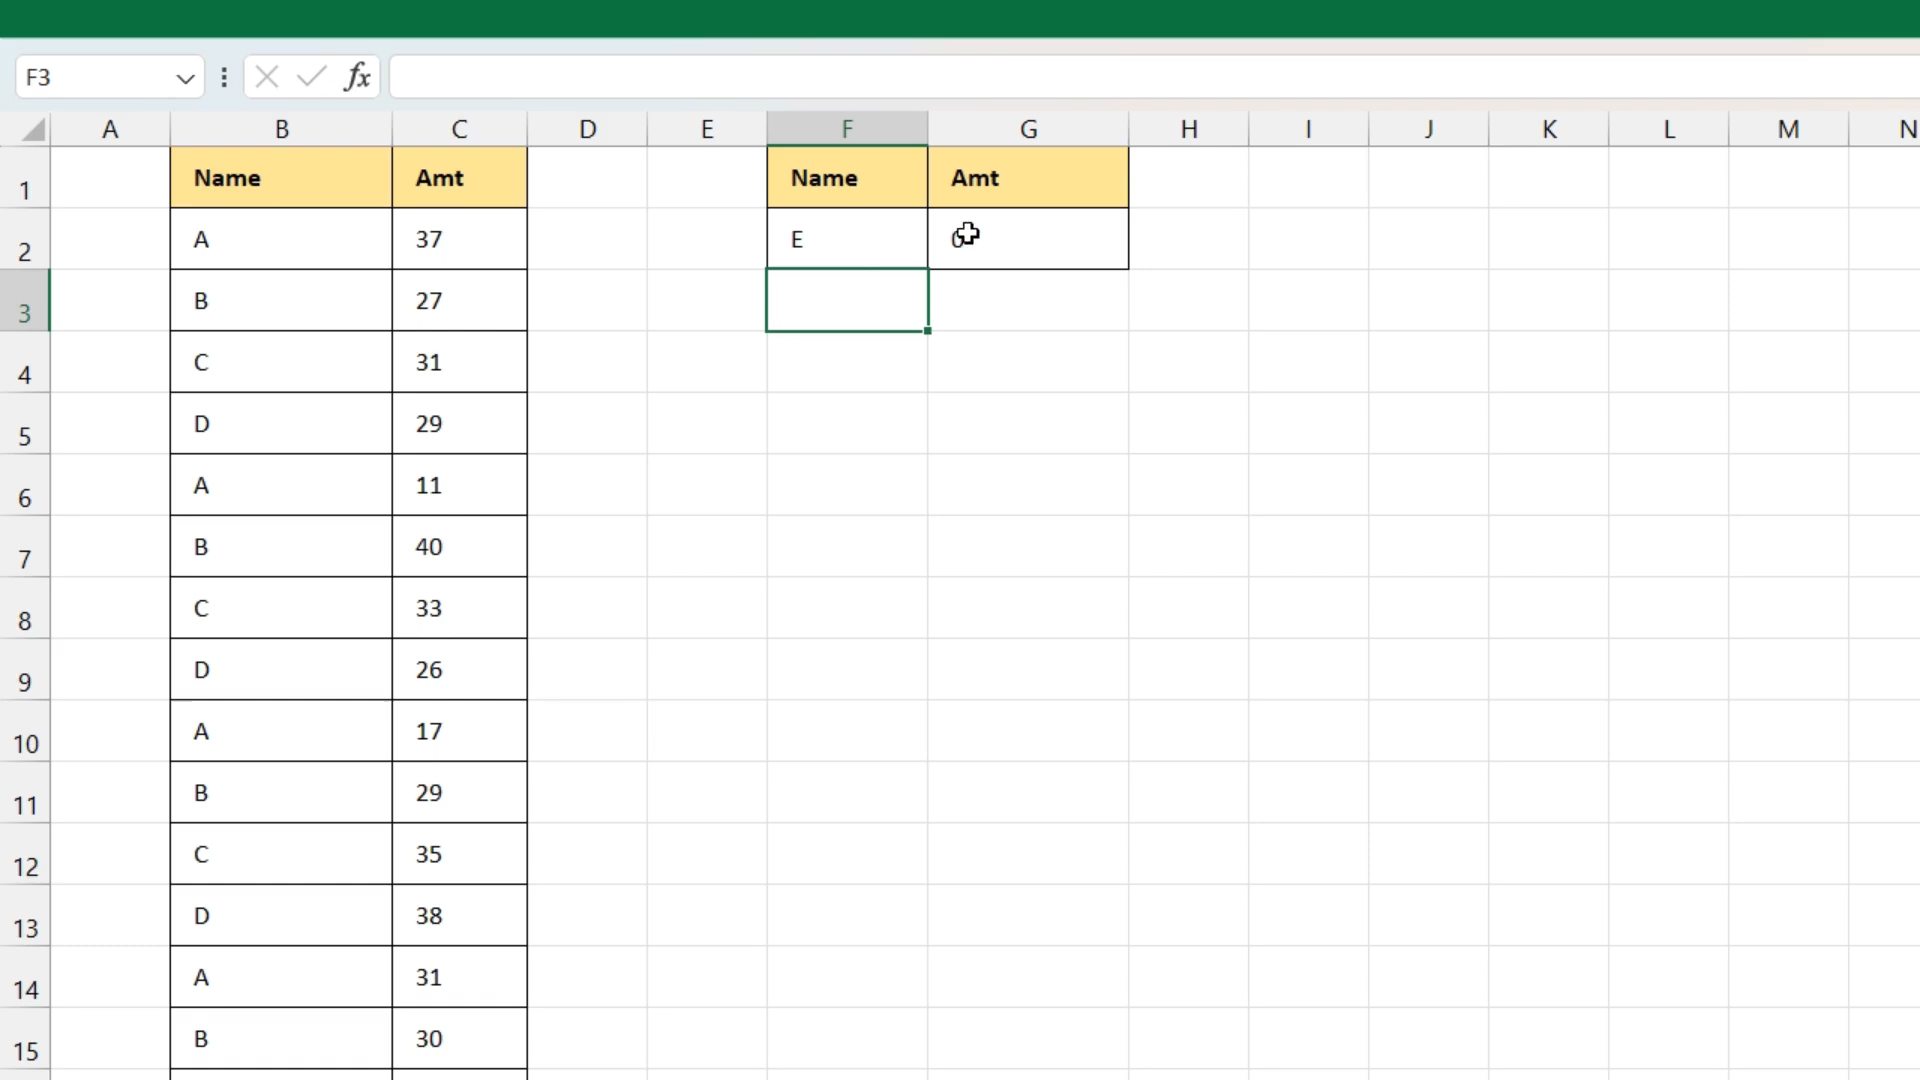 F3 fx
A B C D E F G H I J K L M N
1 Name Amt Name Amt
2 A 37 E
3 B 27
4 C 31
5 D 29
6 A 11
7 B 40
8 C 33
9 D 26
10 A 17
11 B 29
12 C 35
13 D 38
14 A 31
15 B 30